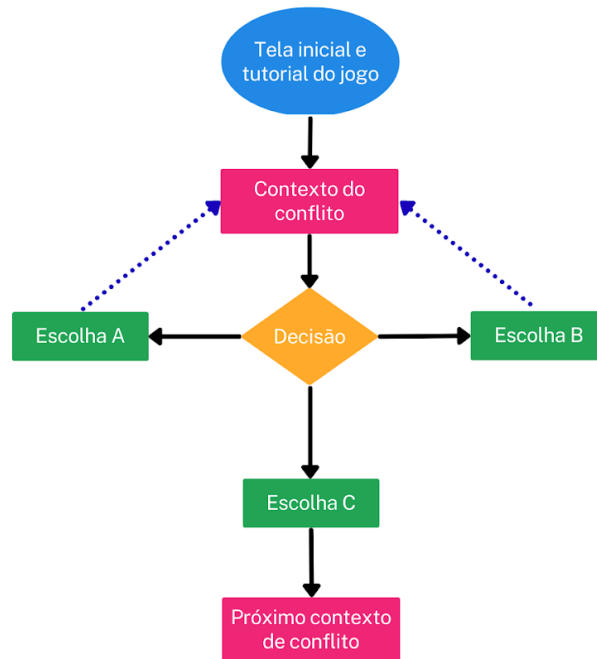 Tela inicial e
tutorial do jogo
Contexto do
conflito
Escolha A
Decisão
Escolha B
Escolha C
Próximo contexto
de conflito